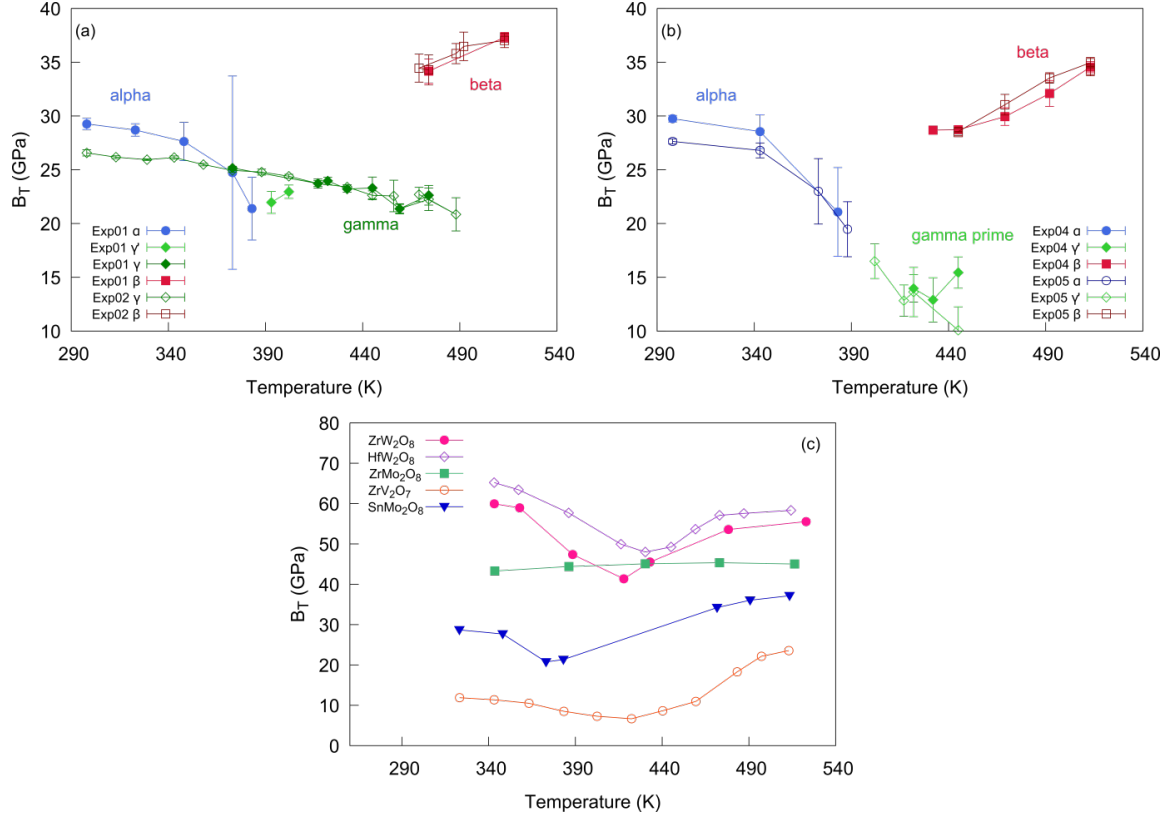 (a)
alpha
beta
gamma
40
35
30
25
20
15
10
B_T (GPa)
Exp01 α
Exp01 γ'
Exp01 γ
Exp01 β
Exp02 γ
Exp02 β
290 340 390 440 490 540
Temperature (K)
(b)
alpha
beta
gamma prime
40
35
30
25
20
15
10
B_T (GPa)
Exp04 α
Exp04 γ'
Exp04 β
Exp05 α
Exp05 γ'
Exp05 β
290 340 390 440 490 540
Temperature (K)
(c)
80
70
60
50
40
30
20
10
0
B_T (GPa)
ZrW₂O₈
HfW₂O₈
ZrMo₂O₈
ZrV₂O₇
SnMo₂O₈
290 340 390 440 490 540
Temperature (K)